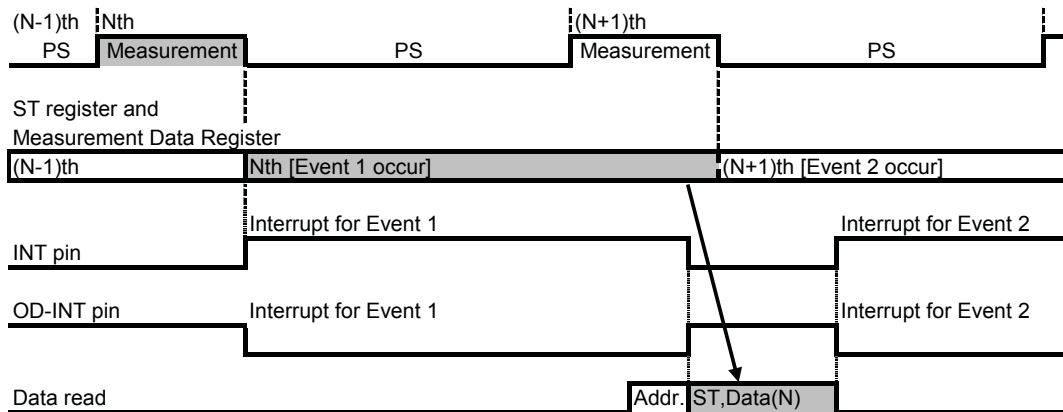 (N-1)th Nth (N+1)th
PS Measurement PS Measurement PS
ST register and
Measurement Data Register
(N-1)th Nth [Event 1 occur] (N+1)th [Event 2 occur]
Interrupt for Event 1 Interrupt for Event 2
INT pin
OD-INT pin Interrupt for Event 1 Interrupt for Event 2
Data read Addr. ST,Data(N)